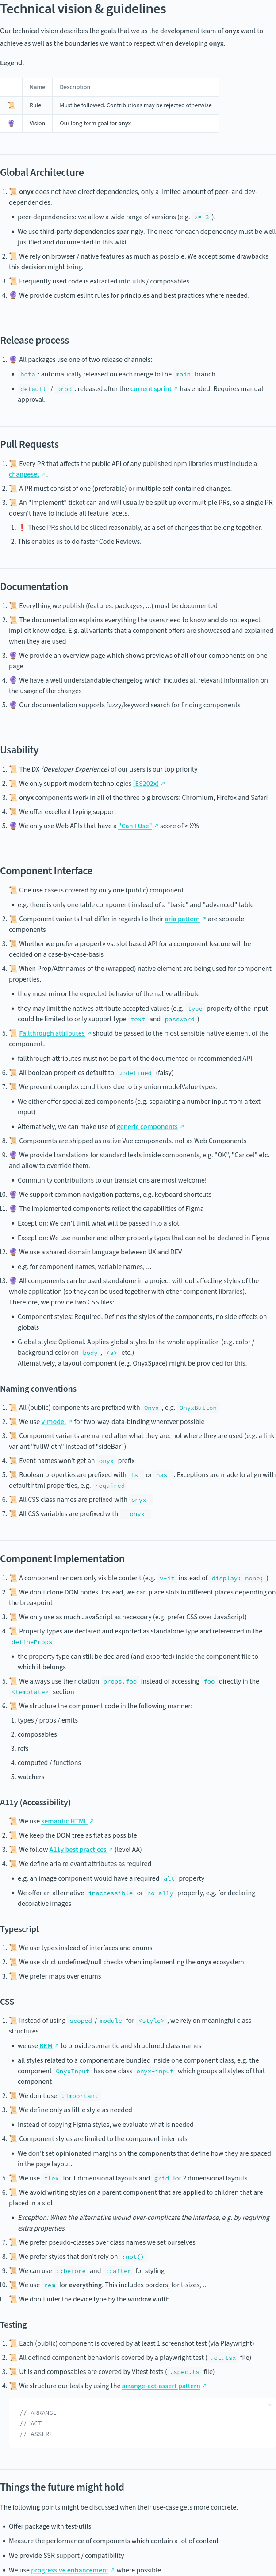 Technical vision & guidelines
Our technical vision describes the goals that we as the development team of onyx want to
achieve as well as the boundaries we want to respect when developing onyx.
Legend:
Name Description
📜 Rule Must be followed. Contributions may be rejected otherwise
🔮 Vision Our long-term goal for onyx
Global Architecture
1. 📜 onyx does not have direct dependencies, only a limited amount of peer- and dev-
dependencies.
• peer-dependencies: we allow a wide range of versions (e.g. >= 3 ).
• We use third-party dependencies sparingly. The need for each dependency must be well
justified and documented in this wiki.
2. 📜 We rely on browser / native features as much as possible. We accept some drawbacks
this decision might bring.
3. 📜 Frequently used code is extracted into utils / composables.
4. 🔮 We provide custom eslint rules for principles and best practices where needed.
Release process
1. 🔮 All packages use one of two release channels:
• beta : automatically released on each merge to the main branch
• default / prod : released after the current sprint ↗ has ended. Requires manual
approval.
Pull Requests
1. 📜 Every PR that affects the public API of any published npm libraries must include a
changeset ↗.
2. 📜 A PR must consist of one (preferable) or multiple self-contained changes.
3. 📜 An "Implement" ticket can and will usually be split up over multiple PRs, so a single PR
doesn't have to include all feature facets.
1. ❗ These PRs should be sliced reasonably, as a set of changes that belong together.
2. This enables us to do faster Code Reviews.
Documentation
1. 📜 Everything we publish (features, packages, ...) must be documented
2. 📜 The documentation explains everything the users need to know and do not expect
implicit knowledge. E.g. all variants that a component offers are showcased and explained
when they are used
3. 🔮 We provide an overview page which shows previews of all of our components on one
page
4. 🔮 We have a well understandable changelog which includes all relevant information on
the usage of the changes
5. 🔮 Our documentation supports fuzzy/keyword search for finding components
Usability
1. 📜 The DX (Developer Experience) of our users is our top priority
2. 📜 We only support modern technologies (ES202x) ↗
3. 📜 onyx components work in all of the three big browsers: Chromium, Firefox and Safari
4. 📜 We offer excellent typing support
5. 🔮 We only use Web APIs that have a "Can I Use" ↗ score of > X%
Component Interface
1. 📜 One use case is covered by only one (public) component
• e.g. there is only one table component instead of a "basic" and "advanced" table
2. 📜 Component variants that differ in regards to their aria pattern ↗ are separate
components
3. 📜 Whether we prefer a property vs. slot based API for a component feature will be
decided on a case-by-case-basis
4. 📜 When Prop/Attr names of the (wrapped) native element are being used for component
properties,
• they must mirror the expected behavior of the native attribute
• they may limit the natives attribute accepted values (e.g. type property of the input
could be limited to only support type text and password )
5. 📜 Fallthrough attributes ↗ should be passed to the most appropriate native element of the
component.
• fallthrough attributes must not be part of the documented or recommended API
6. 📜 All boolean properties default to undefined (falsy)
7. 📜 We prevent complex conditions due to big union modelValue types.
• We either offer specialized components (e.g. separating a number input from a text
input)
• Alternatively, we can make use of generic components ↗
8. 📜 Components are shipped as native Vue components, not as Web Components
9. 🔮 We provide translations for standard texts inside components, e.g. "OK", "Cancel" etc.
and allow to override them.
• Community contributions to our translations are most welcome!
10. 🔮 We support common navigation patterns, e.g. keyboard shortcuts
11. 🔮 The implemented components reflect the capabilities of Figma
• Exception: We can't limit what will be passed into a slot
• Exception: We use number and other property types that can not be declared in Figma
12. 🔮 We use a shared domain language between UX and DEV
• e.g. for component names, variable names, ...
13. 🔮 All components can be used standalone in a project without affecting styles of the
whole application (so they can be used together with other component libraries).
Therefore, we provide two CSS files:
• Component styles: Required. Defines the styles of the components, no side effects on
globals
• Global styles: Optional. Applies global styles to the whole application (e.g. color /
background color on body , <a> etc.)
Alternatively, a layout component (e.g. OnyxSpace) might be provided for this.
Naming conventions
1. 📜 All (public) components are prefixed with Onyx , e.g. OnyxButton
2. 📜 We use v-model ↗ for two-way-data-binding wherever possible
3. 📜 Component variants are named after what they are, not where they are used (e.g. a link
variant "fullWidth" instead of "sideBar")
4. 📜 Event names won't get an onyx prefix
5. 📜 Boolean properties are prefixed with is- or has- . Exceptions are made to align with
default html properties, e.g. required
6. 📜 All CSS class names are prefixed with onyx-
7. 📜 All CSS variables are prefixed with --onyx-
Component Implementation
1. 📜 A component renders only visible content (e.g. v-if instead of display: none; )
2. 📜 We don't clone DOM nodes. Instead, we can place slots in different places depending on
the breakpoint
3. 📜 We only use as much JavaScript as necessary (e.g. prefer CSS over JavaScript)
4. 📜 Property types are declared and exported as standalone type and referenced in the
defineProps
• the property type can still be declared (and exported) inside the component file to
which it belongs
5. 📜 We always use the notation props.foo instead of accessing foo directly in the
<template> section
6. 📜 We structure the component code in the following manner:
1. types / props / emits
2. composables
3. refs
4. computed / functions
5. watchers
A11y (Accessibility)
1. 📜 We use semantic HTML ↗
2. 📜 We keep the DOM tree as flat as possible
3. 📜 We follow A11y best practices ↗ (level AA)
4. 📜 We define aria relevant attributes as required
• e.g. an image component would have a required alt property
• We offer an alternative inaccessible or no-a11y property, e.g. for declaring
decorative images
Typescript
1. 📜 We use types instead of interfaces and enums
2. 📜 We use strict undefined/null checks when implementing the onyx ecosystem
3. 📜 We prefer maps over enums
CSS
1. 📜 Instead of using scoped / module for <style> , we rely on meaningful class
structures
• we use BEM ↗ to provide semantic and structured class names
• all styles related to a component are bundled inside one component class, e.g. the
component OnyxInput has one class onyx-input which groups all styles of that
component
2. 📜 We don't use !important
3. 📜 We define only as little style as needed
• Instead of copying Figma styles, we evaluate what is needed
4. 📜 Component styles are limited to the component internals
• We don't set opinionated margins on the components that define how they are spaced
in the page layout.
5. 📜 We use flex for 1 dimensional layouts and grid for 2 dimensional layouts
6. 📜 We avoid writing styles on a parent component that are applied to children that are
placed in a slot
• Exception: When the alternative would over-complicate the interface, e.g. by requiring
extra properties
7. 📜 We prefer pseudo-classes over class names we set ourselves
8. 📜 We prefer styles that don't rely on :not()
9. 📜 We can use ::before and ::after for styling
10. 📜 We use rem for everything. This includes borders, font-sizes, ...
11. 📜 We don't infer the device type by the window width
Testing
1. 📜 Each (public) component is covered by at least 1 screenshot test (via Playwright)
2. 📜 All defined component behavior is covered by a playwright test ( .ct.tsx file)
3. 📜 Utils and composables are covered by Vitest tests ( .spec.ts file)
4. 📜 We structure our tests by using the arrange-act-assert pattern ↗
ts
// ARRANGE
// ACT
// ASSERT
Things the future might hold
The following points might be discussed when their use-case gets more concrete.
• Offer package with test-utils
• Measure the performance of components which contain a lot of content
• We provide SSR support / compatibility
• We use progressive enhancement ↗ where possible